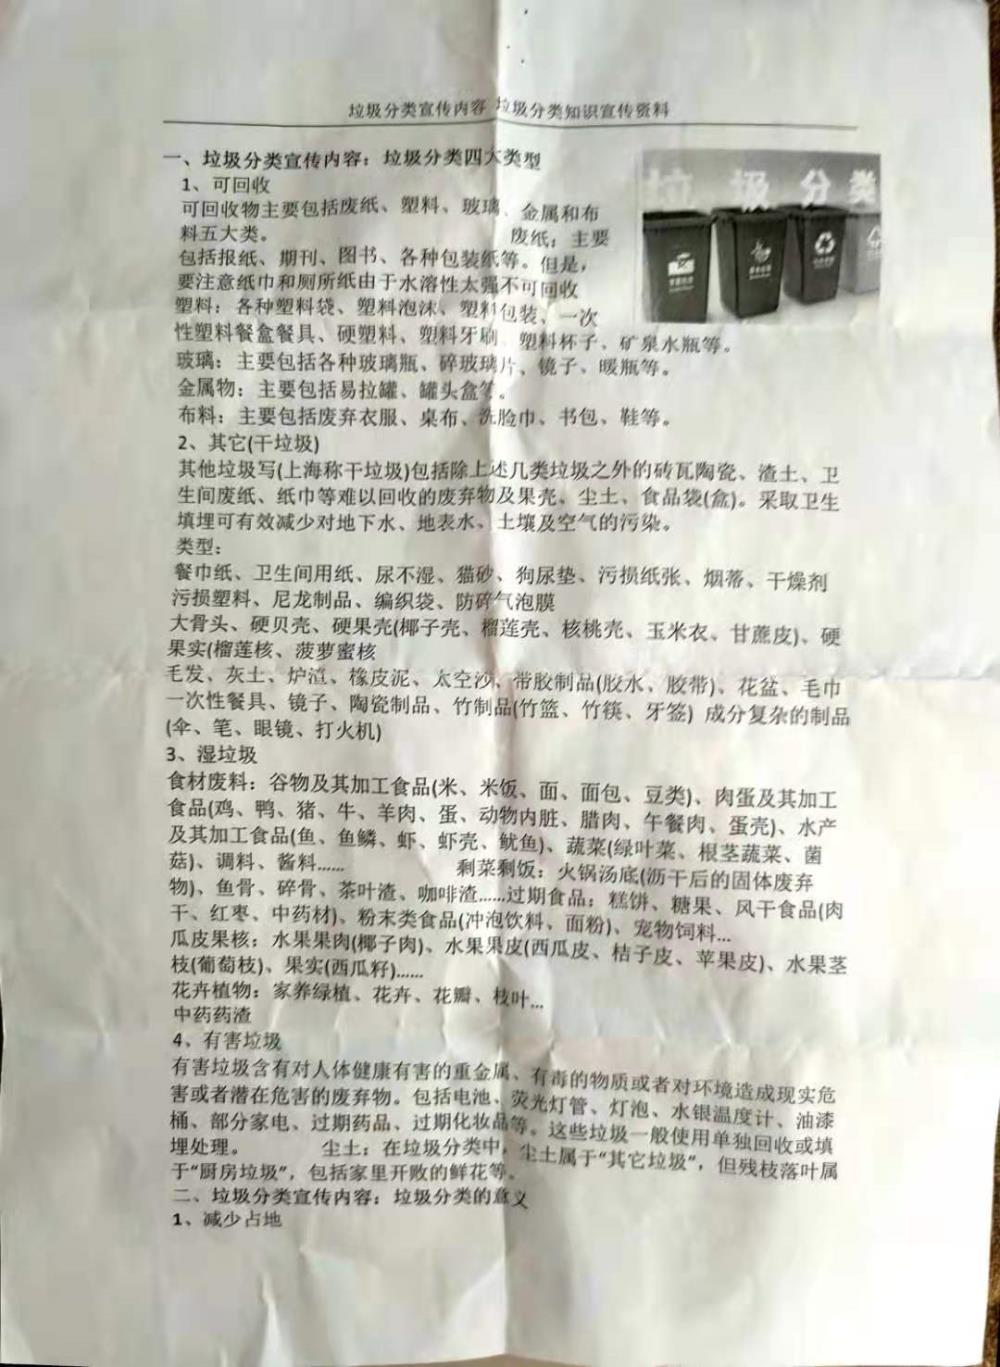 垃圾分类宣传内容 垃圾分类知识宣传资料
一、垃圾分类宣传内容：垃圾分类四大类型
1、可回收
可回收物主要包括废纸、塑料、玻璃、金属和布
料五大类。 废纸：主要
包括报纸、期刊、图书、各种包装纸等。但是，
要注意纸巾和厕所纸由于水溶性太强不可回收
塑料：各种塑料袋、塑料泡沫、塑料包装、一次
性塑料餐盒餐具、硬塑料、塑料牙刷、塑料杯子、矿泉水瓶等。
玻璃：主要包括各种玻璃瓶、碎玻璃片、镜子、暖瓶等。
金属物：主要包括易拉罐、罐头盒等。
布料：主要包括废弃衣服、桌布、洗脸巾、书包、鞋等。
2、其它(干垃圾)
其他垃圾写(上海称干垃圾)包括除上述几类垃圾之外的砖瓦陶瓷、渣土、卫
生间废纸、纸巾等难以回收的废弃物及果壳、尘土、食品袋(盒)。采取卫生
填埋可有效减少对地下水、地表水、土壤及空气的污染。
类型：
餐巾纸、卫生间用纸、尿不湿、猫砂、狗尿垫、污损纸张、烟蒂、干燥剂
污损塑料、尼龙制品、编织袋、防碎气泡膜
大骨头、硬贝壳、硬果壳(椰子壳、榴莲壳、核桃壳、玉米衣、甘蔗皮)、硬
果实(榴莲核、菠萝蜜核
毛发、灰土、炉渣、橡皮泥、太空沙、带胶制品(胶水、胶带)、花盆、毛巾
一次性餐具、镜子、陶瓷制品、竹制品(竹篮、竹筷、牙签) 成分复杂的制品
(伞、笔、眼镜、打火机)
3、湿垃圾
食材废料：谷物及其加工食品(米、米饭、面、面包、豆类)、肉蛋及其加工
食品(鸡、鸭、猪、牛、羊肉、蛋、动物内脏、腊肉、午餐肉、蛋壳)、水产
及其加工食品(鱼、鱼鳞、虾、虾壳、鱿鱼)、蔬菜(绿叶菜、根茎蔬菜、菌
菇)、调料、酱料...... 剩菜剩饭：火锅汤底(沥干后的固体废弃
物)、鱼骨、碎骨、茶叶渣、咖啡渣......过期食品：糕饼、糖果、风干食品(肉
干、红枣、中药材)、粉末类食品(冲泡饮料、面粉)、宠物饲料...
瓜皮果核：水果果肉(椰子肉)、水果果皮(西瓜皮、桔子皮、苹果皮)、水果茎
枝(葡萄枝)、果实(西瓜籽)......
花卉植物：家养绿植、花卉、花瓣、枝叶...
中药药渣
4、有害垃圾
有害垃圾含有对人体健康有害的重金属、有毒的物质或者对环境造成现实危
害或者潜在危害的废弃物。包括电池、荧光灯管、灯泡、水银温度计、油漆
桶、部分家电、过期药品、过期化妆品等。这些垃圾一般使用单独回收或填
埋处理。 尘土：在垃圾分类中，尘土属于“其它垃圾”，但残枝落叶属
于“厨房垃圾”，包括家里开败的鲜花等。
二、垃圾分类宣传内容：垃圾分类的意义
1、减少占地
垃圾分类